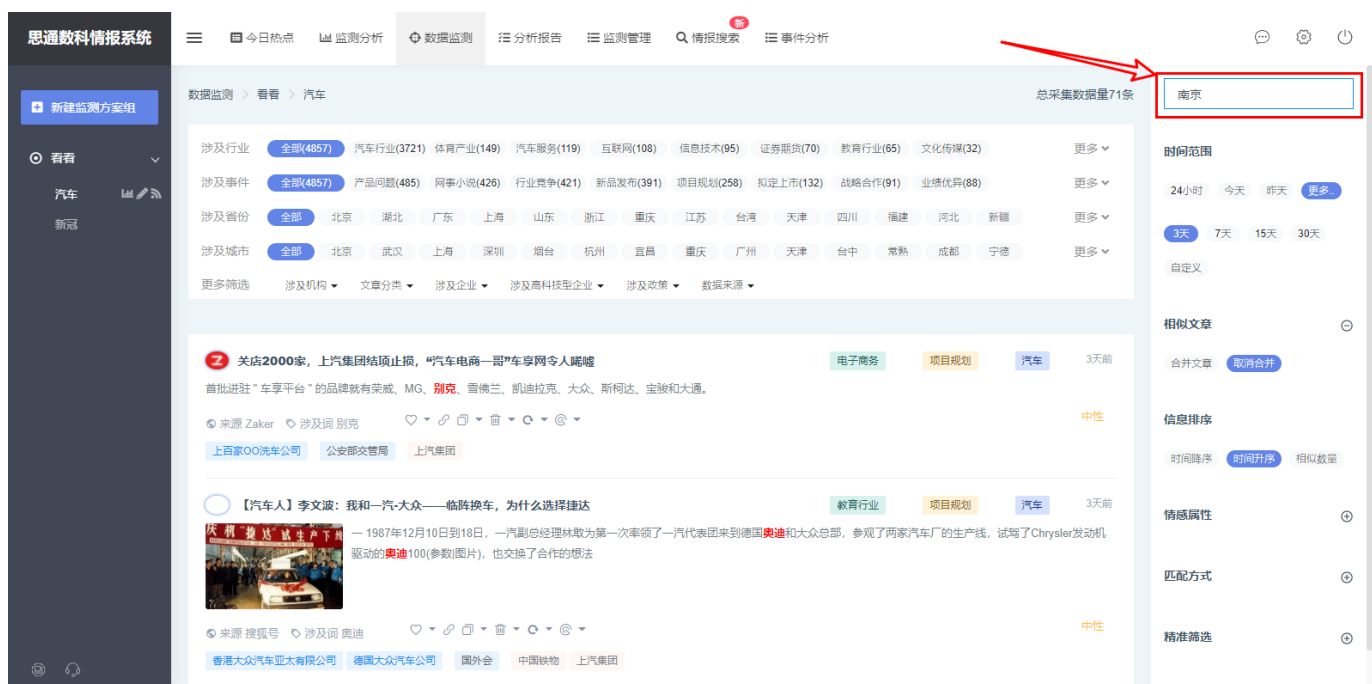 思通数科情报系统
今日热点 监测分析 数据监测 分析报告 监测管理 情报搜索 新 事件分析
新建监测方案组
看看
汽车
新冠
数据监测 > 看看 > 汽车 总采集数据量71条
涉及行业 全部(4857) 汽车行业(3721) 体育产业(149) 汽车服务(119) 互联网(108) 信息技术(95) 证券期货(70) 教育行业(65) 文化传媒(32) 更多
涉及事件 全部(4857) 产品问题(485) 网事小说(426) 行业竞争(421) 新品发布(391) 项目规划(258) 拟定上市(132) 战略合作(91) 业绩优异(88) 更多
涉及省份 全部 北京 湖北 广东 上海 山东 浙江 重庆 江苏 台湾 天津 四川 福建 河北 新疆 更多
涉及城市 全部 北京 武汉 上海 深圳 烟台 杭州 宜昌 重庆 广州 天津 台中 常熟 成都 宁德 更多
更多筛选 涉及机构 文章分类 涉及企业 涉及高科技型企业 涉及政策 数据来源
关店2000家，上汽集团结项止损，“汽车电商一哥”车享网令人唏嘘 电子商务 项目规划 汽车 3天前
首批进驻＂车享平台＂的品牌就有荣威、MG、别克、雪佛兰、凯迪拉克、大众、斯柯达、宝骏和大通。
来源 Zaker 涉及词 别克 中性
上百家OO洗车公司 公安部交管局 上汽集团
【汽车人】李文波：我和一汽-大众——临阵换车，为什么选择捷达 教育行业 项目规划 汽车 3天前
庆祝“捷达”试生产下线
— 1987年12月10日到18日，一汽副总经理林敢为第一次率领了一汽代表团来到德国奥迪和大众总部，参观了两家汽车厂的生产线，试驾了Chrysler发动机
驱动的奥迪100(参数|图片)，也交换了合作的想法
来源 搜狐号 涉及词 奥迪 中性
香港大众汽车亚太有限公司 德国大众汽车公司 国外会 中国铁物 上汽集团
南京
时间范围
24小时 今天 昨天 更多..
3天 7天 15天 30天
自定义
相似文章
合并文章 取消合并
信息排序
时间降序 时间升序 相似数量
情感属性
匹配方式
精准筛选